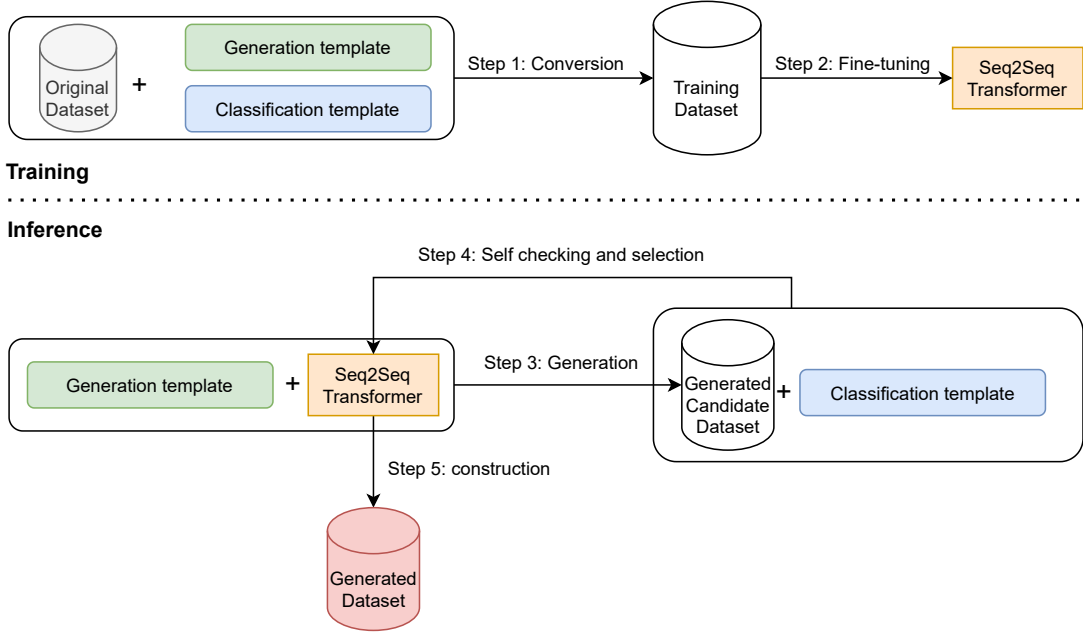 Generation template
Original
Dataset
+
Classification template
Step 1: Conversion
Training
Dataset
Step 2: Fine-tuning
Seq2Seq
Transformer
Training
Inference
Step 4: Self checking and selection
Generation template
+
Seq2Seq
Transformer
Step 3: Generation
Generated
Candidate
Dataset
+
Classification template
Step 5: construction
Generated
Dataset